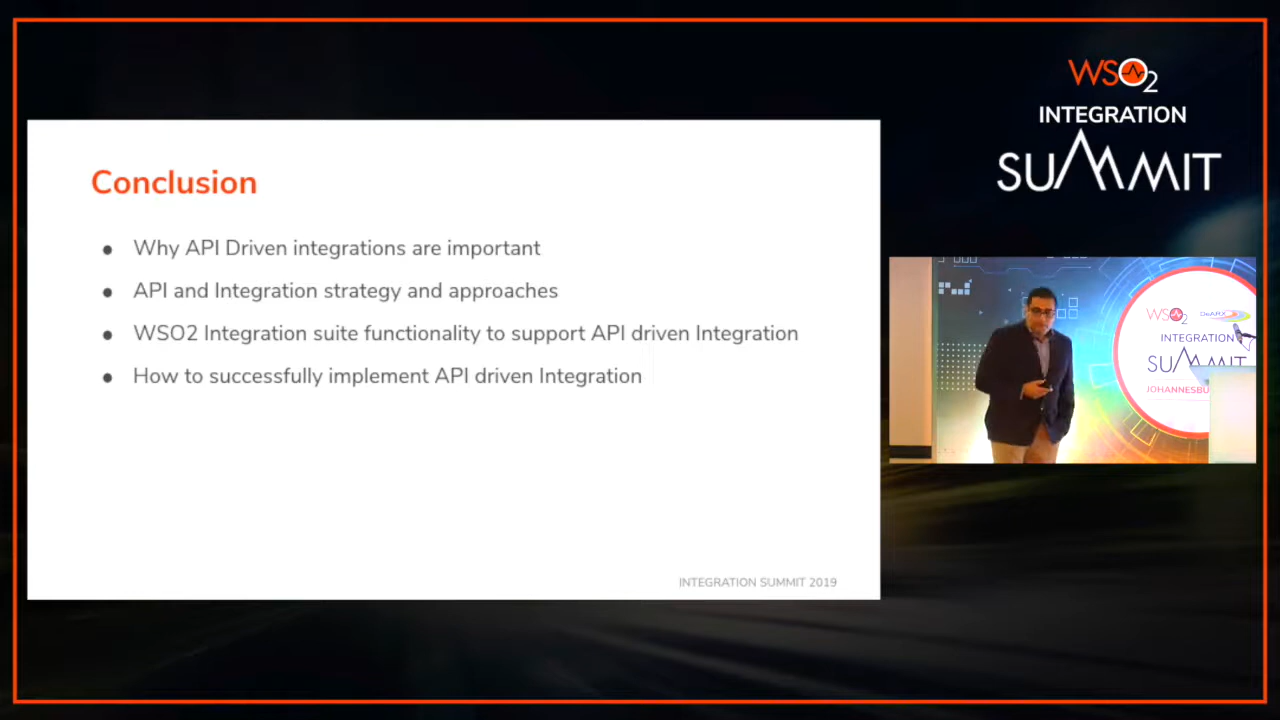 WSO2
INTEGRATION
SUMMIT
Conclusion
● Why API Driven integrations are important
● API and Integration strategy and approaches
● WSO2 Integration suite functionality to support API driven Integration
● How to successfully implement API driven Integration
INTEGRATION SUMMIT 2019
WSO2
INTEGRATION
SUMMIT
JOHANNESBU